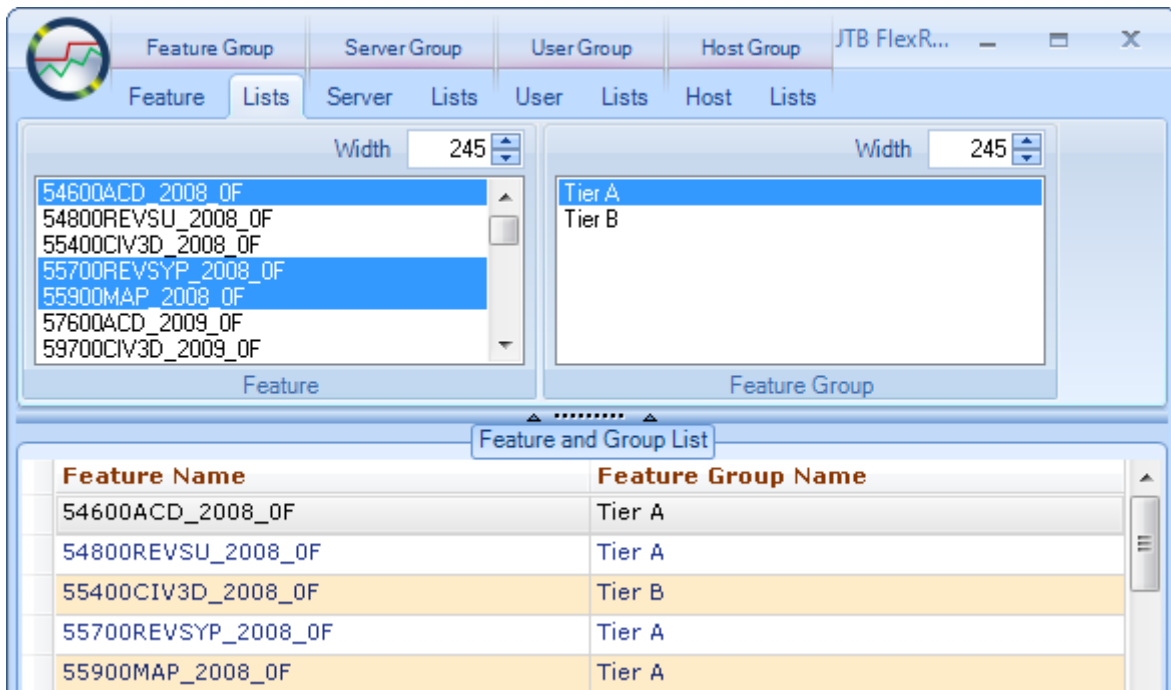 Feature Group Server Group User Group Host Group JTB FlexR...
Feature Lists Server Lists User Lists Host Lists
Width 245 Width 245
54600ACD_2008_0F
54800REVSU_2008_0F
55400CIV3D_2008_0F
55700REVSYP_2008_0F
55900MAP_2008_0F
57600ACD_2009_0F
59700CIV3D_2009_0F
Feature
Tier A
Tier B
Feature Group
Feature and Group List
Feature Name Feature Group Name
54600ACD_2008_0F Tier A
54800REVSU_2008_0F Tier A
55400CIV3D_2008_0F Tier B
55700REVSYP_2008_0F Tier A
55900MAP_2008_0F Tier A